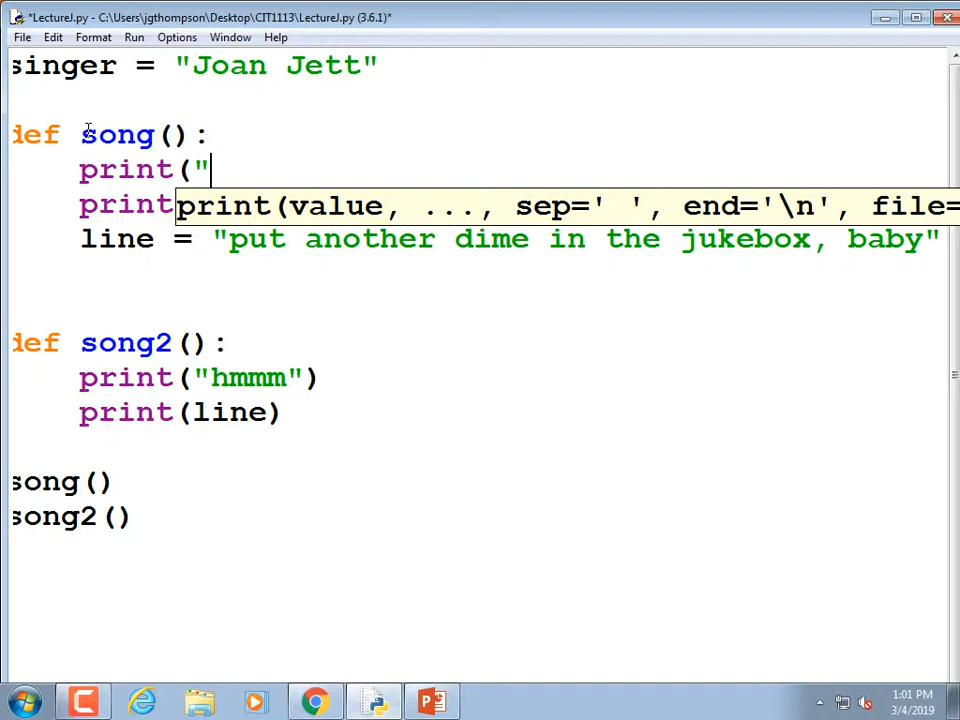 *LectureJ.py - C:\Users\jgthompson\Desktop\CIT1113\LectureJ.py (3.6.1)*
File Edit Format Run Options Window Help
singer = "Joan Jett"
def song():
print("
print
print(value, ..., sep=' ', end='\n', file=
line = "put another dime in the jukebox, baby"
def song2():
print("hmmm")
print(line)
song()
song2()
1:01 PM
3/4/2019